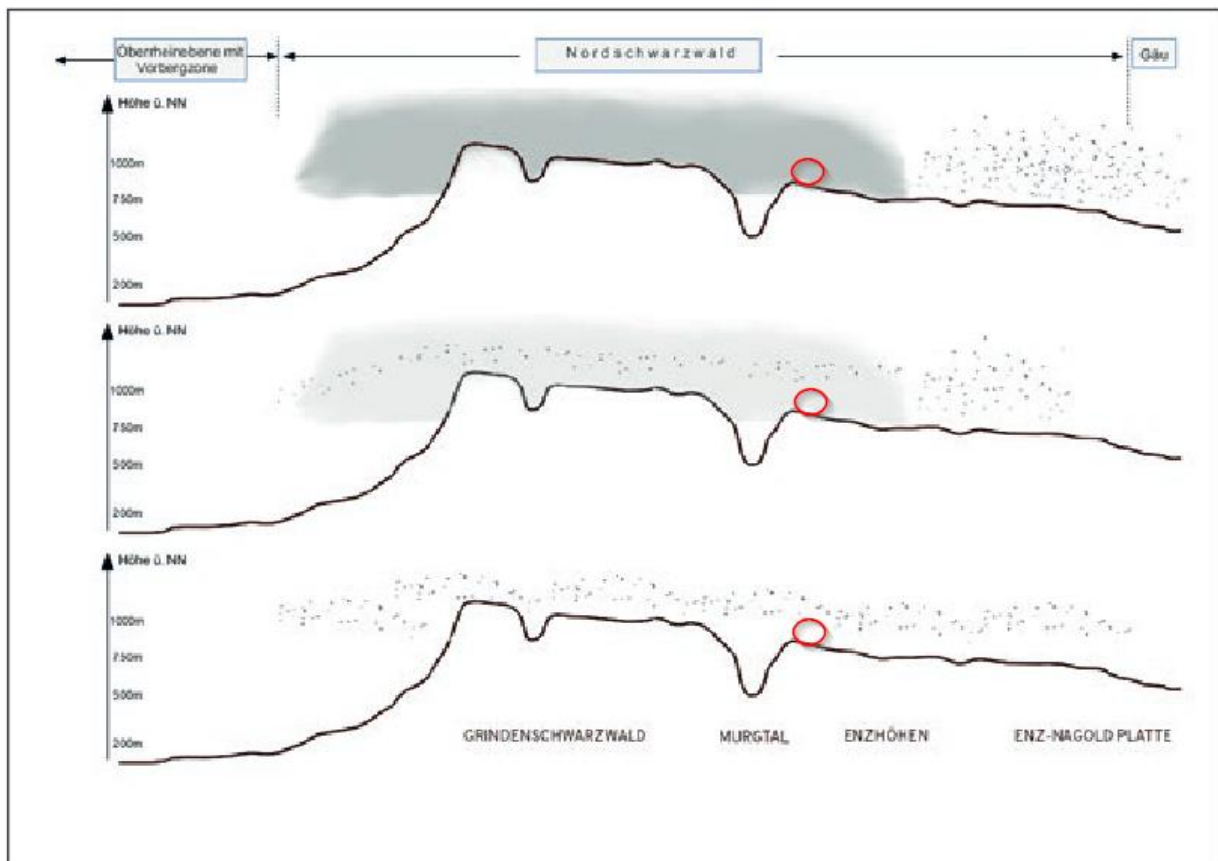 Oberrheinebene mit
Vorbergzone
Nordschwarzwald
Gäu
Höhe ü. NN
1000m
750m
500m
200m
Höhe ü. NN
1000m
750m
500m
200m
Höhe ü. NN
1000m
750m
500m
200m
GRINDENSCHWARZWALD
MURGTAL
ENZHÖHEN
ENZ-NAGOLD PLATTE